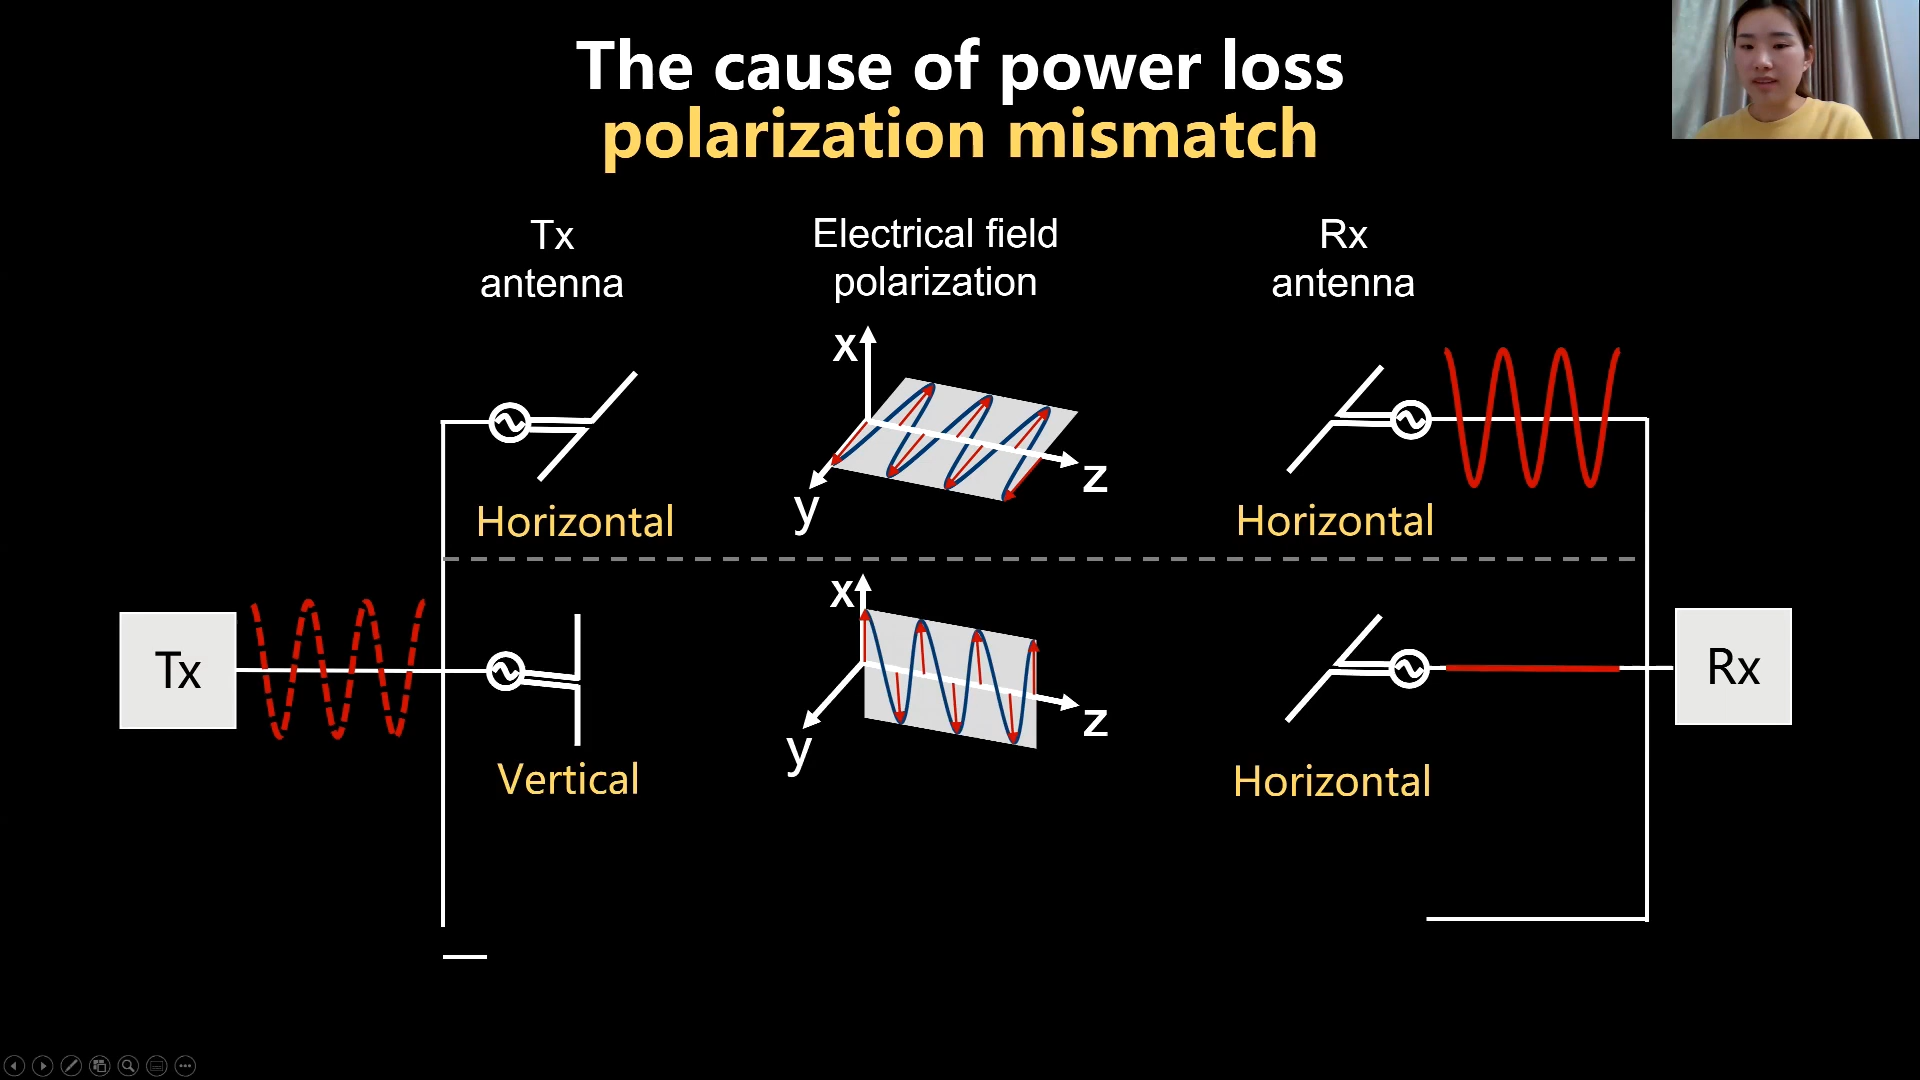 The cause of power loss
polarization mismatch
Tx
antenna
Electrical field
polarization
Rx
antenna
x
y
z
Horizontal
Horizontal
Tx
x
y
z
Rx
Vertical
Horizontal